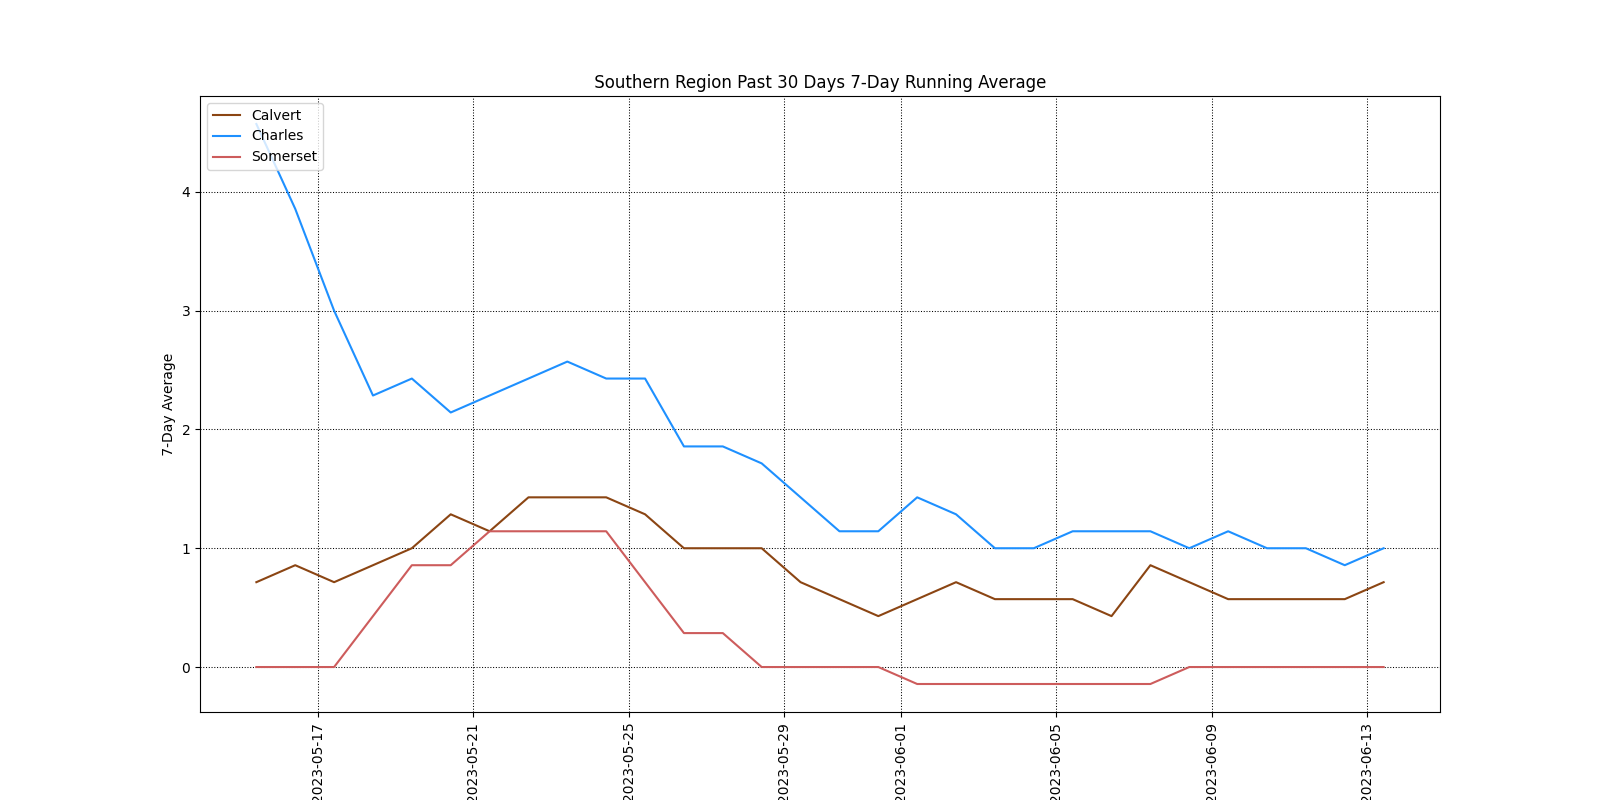 Southern Region Past 30 Days 7-Day Running Average
Calvert
Charles
Somerset
4
3
2
1
0
7-Day Average
2023-05-17
2023-05-21
2023-05-25
2023-05-29
2023-06-01
2023-06-05
2023-06-09
2023-06-13